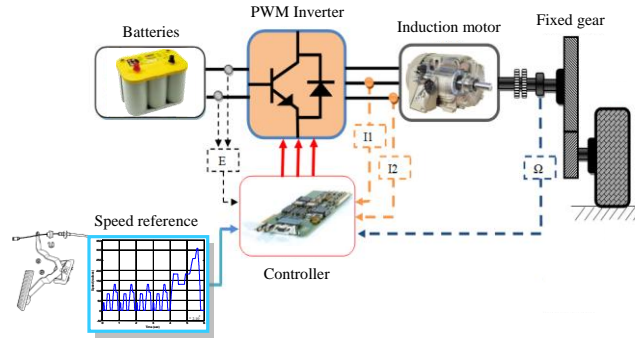 PWM Inverter
Batteries
Induction motor
Fixed gear
E
I1
I2
Ω
Speed reference
Controller